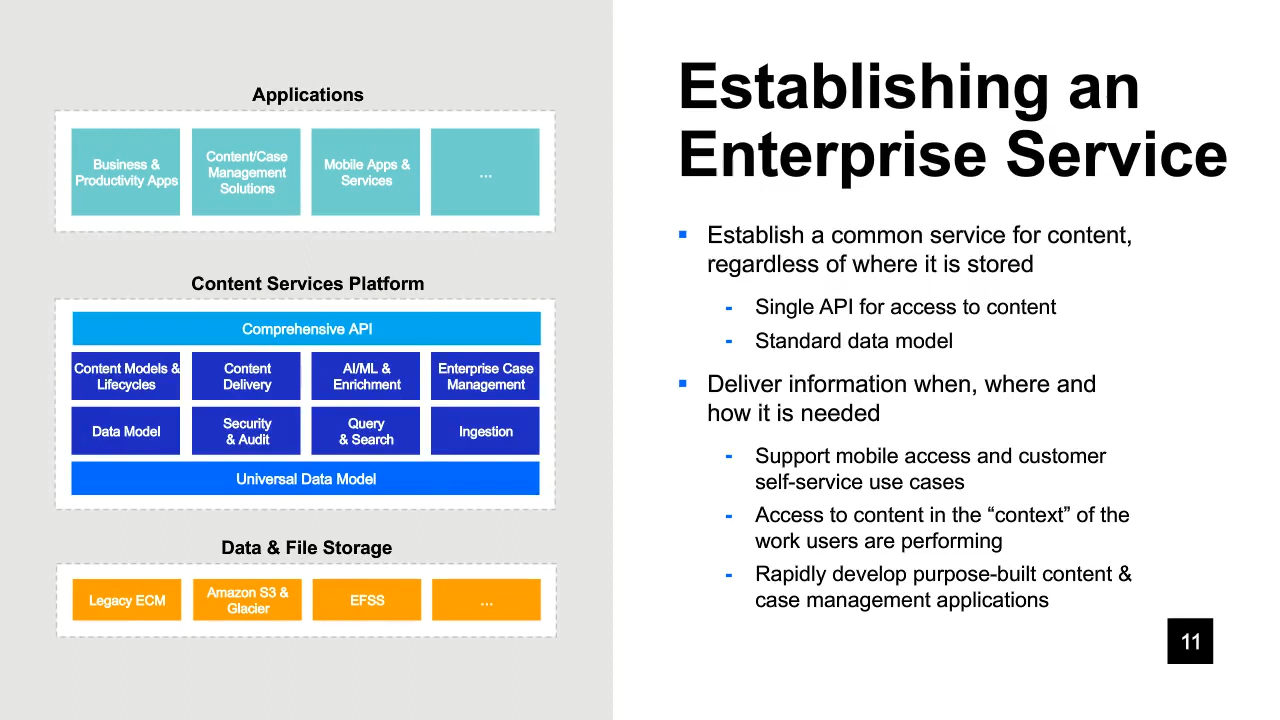 Applications
Business &
Productivity Apps
Content/Case
Management
Solutions
Mobile Apps &
Services
...
Content Services Platform
Comprehensive API
Content Models &
Lifecycles
Content
Delivery
AI/ML &
Enrichment
Enterprise Case
Management
Data Model
Security
& Audit
Query
& Search
Ingestion
Universal Data Model
Data & File Storage
Legacy ECM
Amazon S3 &
Glacier
EFSS
...
Establishing an
Enterprise Service
▪ Establish a common service for content,
regardless of where it is stored
- Single API for access to content
- Standard data model
▪ Deliver information when, where and
how it is needed
- Support mobile access and customer
self-service use cases
- Access to content in the “context” of the
work users are performing
- Rapidly develop purpose-built content &
case management applications
11